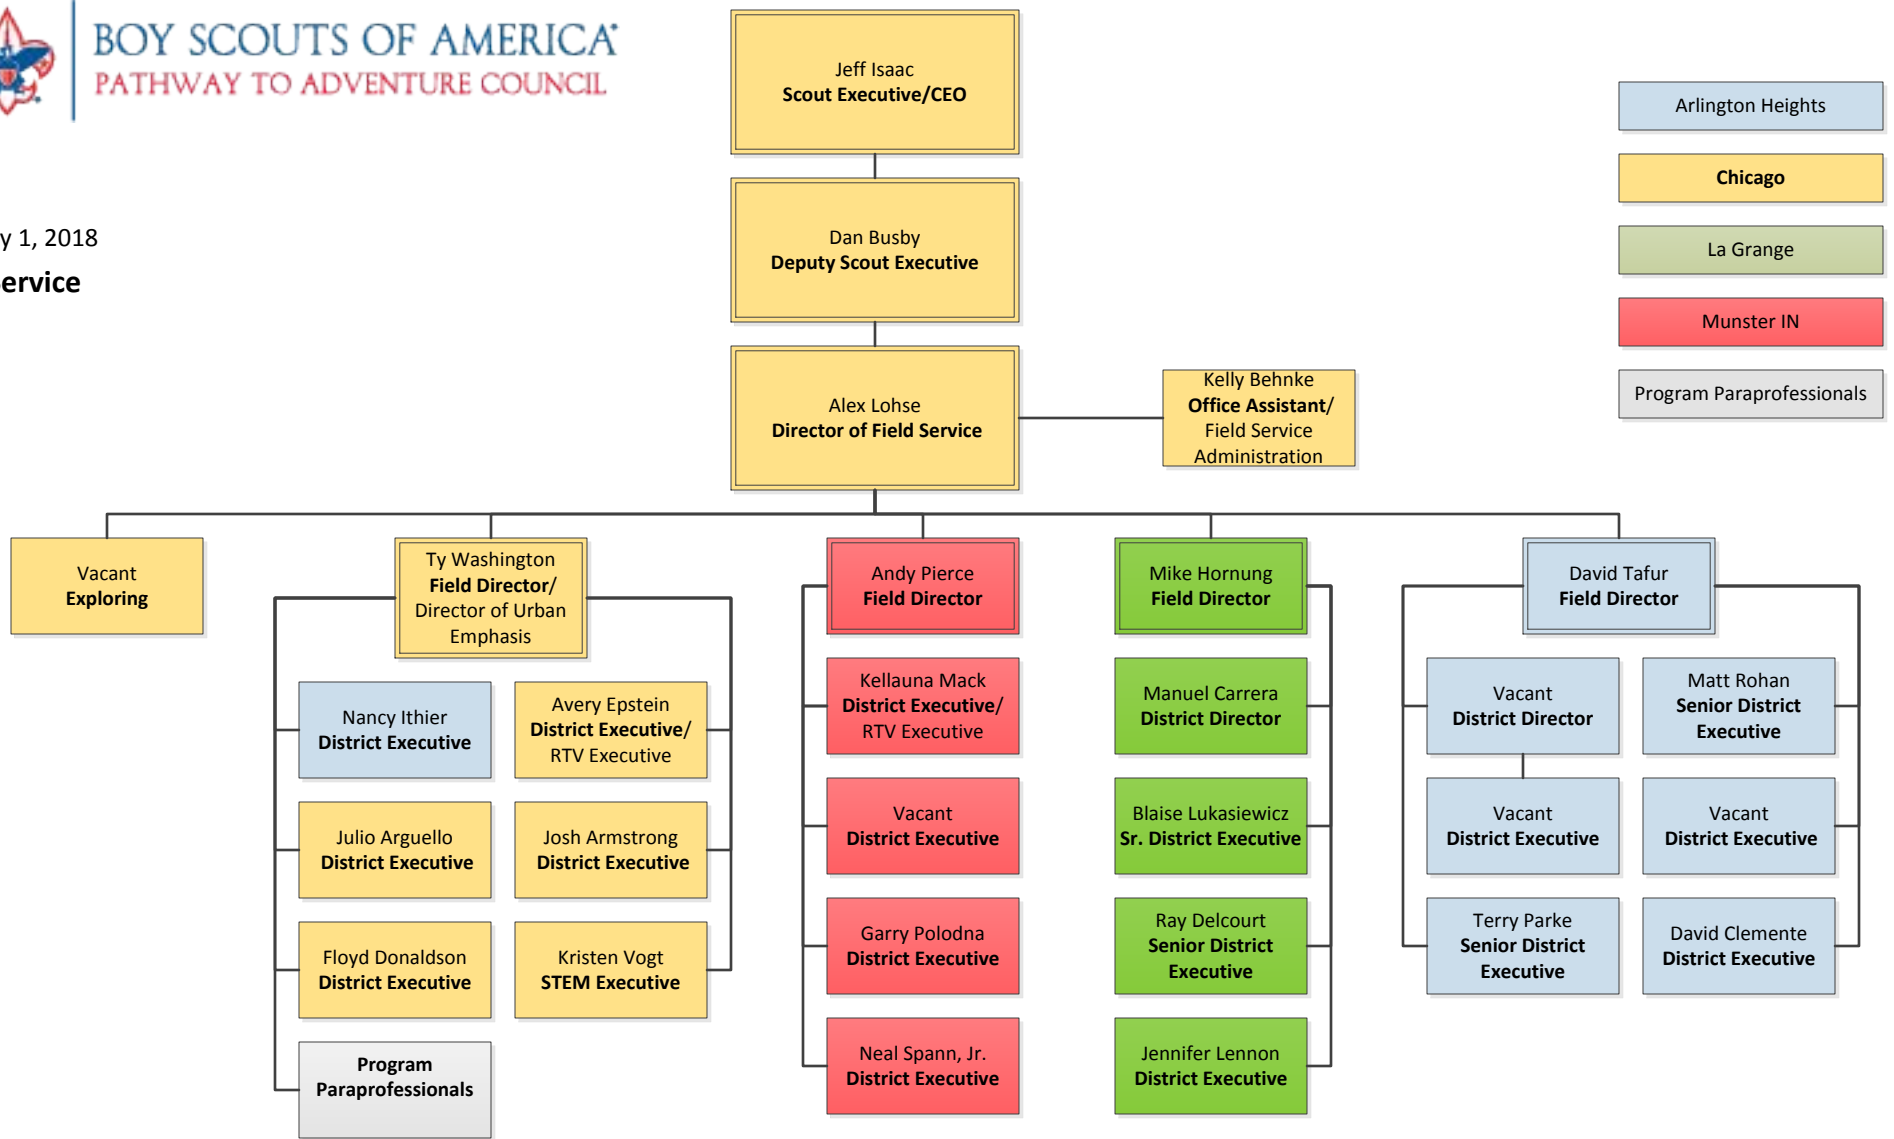 BOY SCOUTS OF AMERICA
PATHWAY TO ADVENTURE COUNCIL
y 1, 2018
ervice
Jeff Isaac
Scout Executive/CEO
Dan Busby
Deputy Scout Executive
Alex Lohse
Director of Field Service
Kelly Behnke
Office Assistant/
Field Service
Administration
Arlington Heights
Chicago
La Grange
Munster IN
Program Paraprofessionals
Vacant
Exploring
Ty Washington
Field Director/
Director of Urban
Emphasis
Nancy Ithier
District Executive
Avery Epstein
District Executive/
RTV Executive
Julio Arguello
District Executive
Josh Armstrong
District Executive
Floyd Donaldson
District Executive
Kristen Vogt
STEM Executive
Program
Paraprofessionals
Andy Pierce
Field Director
Kellauna Mack
District Executive/
RTV Executive
Vacant
District Executive
Garry Polodna
District Executive
Neal Spann, Jr.
District Executive
Mike Hornung
Field Director
Manuel Carrera
District Director
Blaise Lukasiewicz
Sr. District Executive
Ray Delcourt
Senior District
Executive
Jennifer Lennon
District Executive
David Tafur
Field Director
Vacant
District Director
Matt Rohan
Senior District
Executive
Vacant
District Executive
Vacant
District Executive
Terry Parke
Senior District
Executive
David Clemente
District Executive